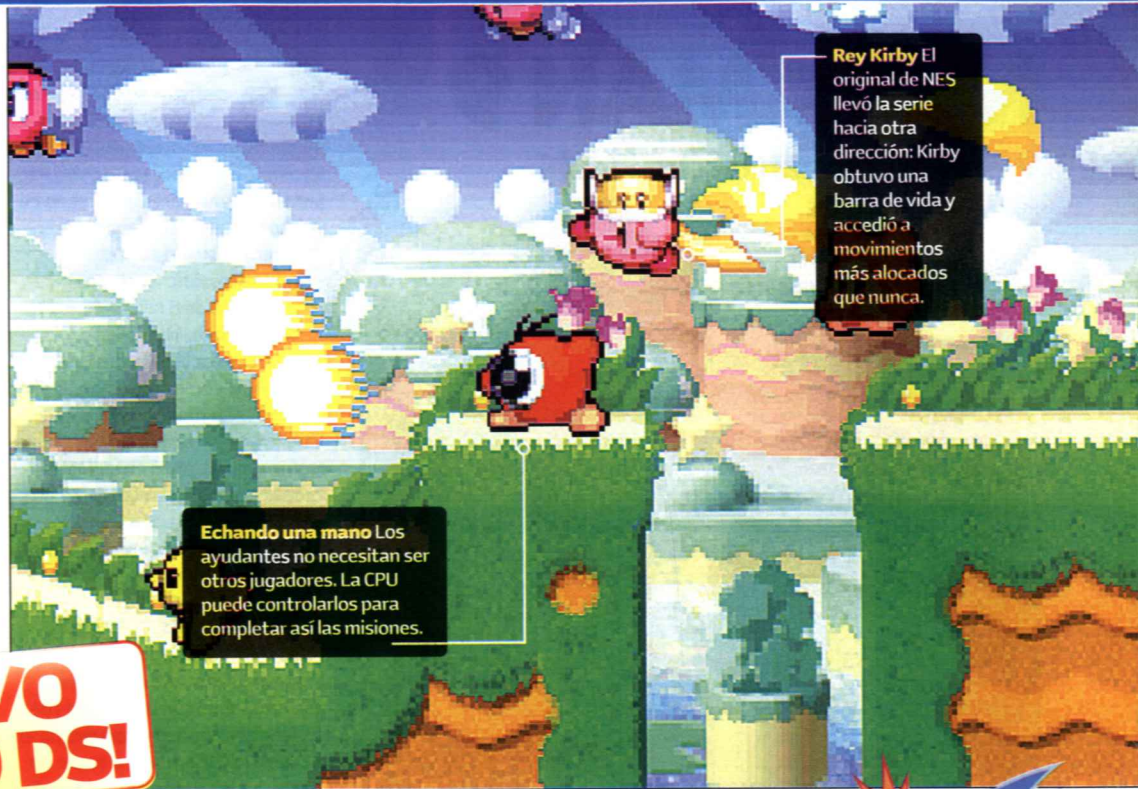 Rey Kirby El
original de NES
llevó la serie
hacia otra
dirección: Kirby
obtuvo una
barra de vida y
accedió a
movimientos
más alocados
que nunca.
Echando una mano Los
ayudantes no necesitan ser
otros jugadores. La CPU
puede controlarlos para
completar así las misiones.
VO
DS!